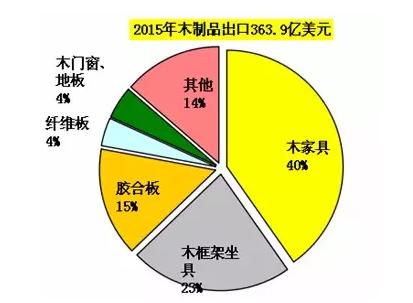 2015年木制品出口363.9亿美元
木门窗、
地板
4%
纤维板
4%
其他
14%
木家具
40%
胶合板
15%
木框架坐
具
23%